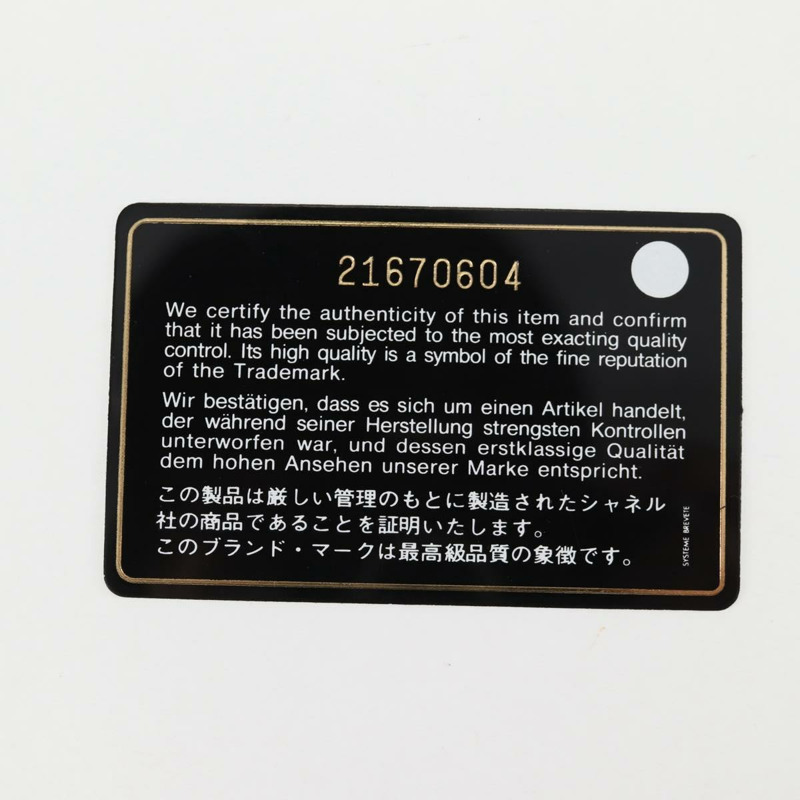 21670604
We certify the authenticity of this item and confirm
that it has been subjected to the most exacting quality
control. Its high quality is a symbol of the fine reputation
of the Trademark.
Wir bestätigen, dass es sich um einen Artikel handelt,
der während seiner Herstellung strengsten Kontrollen
unterworfen war, und dessen erstklassige Qualität
dem hohen Ansehen unserer Marke entspricht.
この製品は厳しい管理のもとに製造されたシャネル
社の商品であることを証明いたします。
このブランド・マークは最高級品質の象徴です。
SYSTEME BREVETE